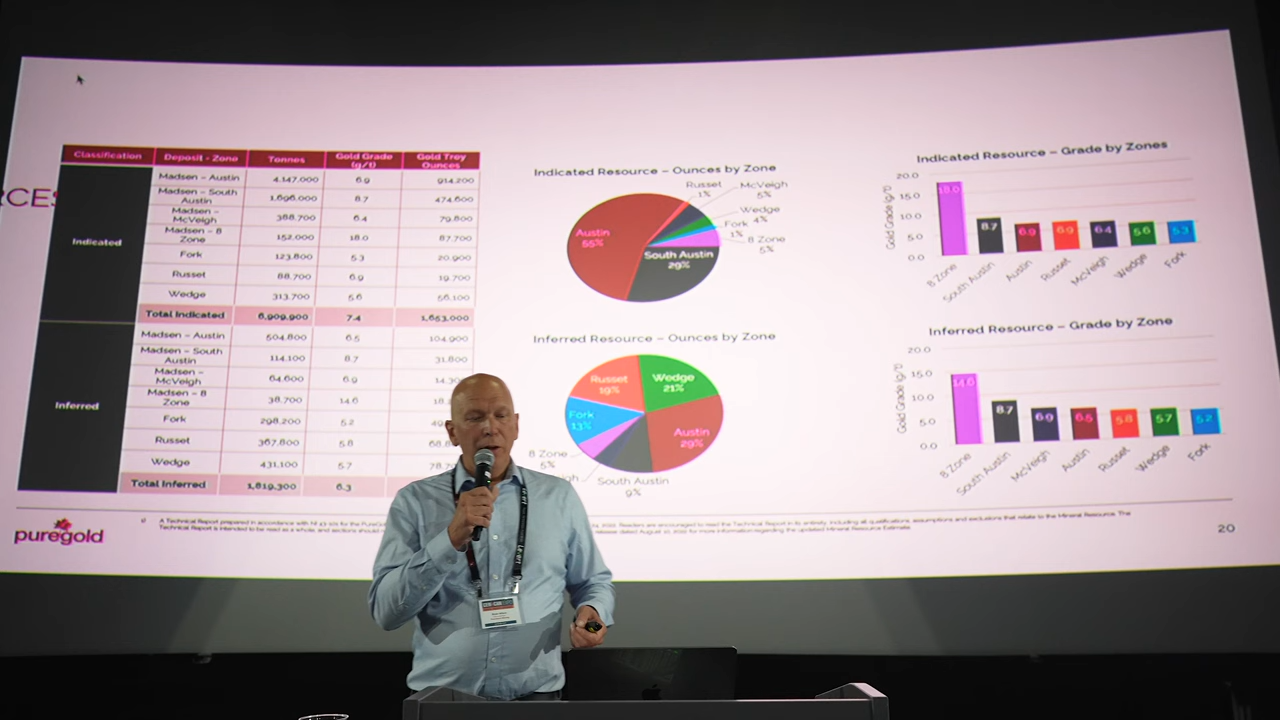 Classification Deposit - Zone Tonnes Gold Grade (g/t) Gold Troy Ounces
Indicated
Madsen – Austin 4,147,000 6.9 914,200
Madsen – South Austin 1,696,000 8.7 474,600
Madsen – McVeigh 388,700 6.4 79,800
Madsen – 8 Zone 152,000 18.0 87,700
Fork 123,800 5.3 20,900
Russet 88,700 6.9 19,700
Wedge 313,700 5.6 56,100
Total Indicated 6,909,900 7.4 1,653,000
Inferred
Madsen – Austin 504,800 6.5 104,900
Madsen – South Austin 114,100 8.7 31,800
Madsen – McVeigh 64,600 6.9
Madsen – 8 Zone 38,700 14.6
Fork 298,200 5.2
Russet 367,800 5.8
Wedge 431,100 5.7
Total Inferred 1,819,300 6.3
Indicated Resource – Ounces by Zone
Russet 1%
McVeigh 5%
Wedge 4%
Fork 1%
8 Zone 5%
Austin 55%
South Austin 29%
Inferred Resource – Ounces by Zone
Russet 19%
Wedge 21%
Fork 13%
Austin 29%
8 Zone 5%
South Austin 9%
Indicated Resource – Grade by Zones
Gold Grade (g/t)
20.0
15.0
10.0
5.0
0.0
18.0 8.7 6.9 6.9 6.4 5.6 5.3
8 Zone South Austin Austin Russet McVeigh Wedge Fork
Inferred Resource – Grade by Zone
Gold Grade (g/t)
20.0
15.0
10.0
5.0
0.0
14.6 8.7 6.9 6.5 5.8 5.7 5.2
8 Zone South Austin McVeigh Austin Russet Wedge Fork
puregold
20